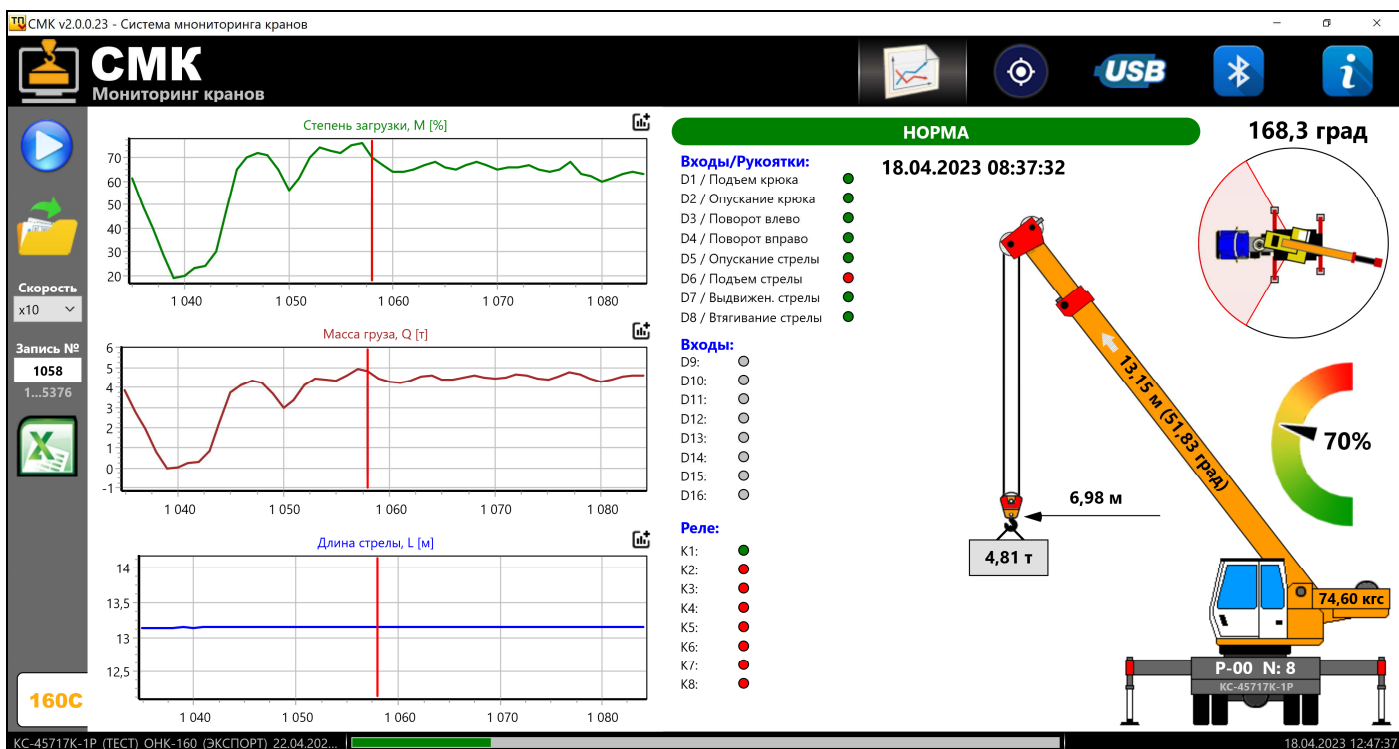 СМК v2.0.0.23 - Система мнониторинга кранов
СМК
Мониторинг кранов
USB
Скорость
x10
Запись №
1058
1...5376
160С
Степень загрузки, М [%]
70
60
50
40
30
20
1 040
1 050
1 060
1 070
1 080
Масса груза, Q [т]
6
5
4
3
2
1
0
-1
1 040
1 050
1 060
1 070
1 080
Длина стрелы, L [м]
14
13,5
13
12,5
1 040
1 050
1 060
1 070
1 080
НОРМА
18.04.2023 08:37:32
Входы/Рукоятки:
D1 / Подъем крюка
D2 / Опускание крюка
D3 / Поворот влево
D4 / Поворот вправо
D5 / Опускание стрелы
D6 / Подъем стрелы
D7 / Выдвижен. стрелы
D8 / Втягивание стрелы
Входы:
D9:
D10:
D11:
D12:
D13:
D14:
D15:
D16:
Реле:
K1:
K2:
K3:
K4:
K5:
K6:
K7:
K8:
168,3 град
13,15 м (51,83 град)
70%
6,98 м
4,81 т
74,60 кгс
P-00 N: 8
КС-45717К-1Р
КС-45717К-1Р (ТЕСТ) ОНК-160 (ЭКСПОРТ) 22.04.202...
18.04.2023 12:47:37